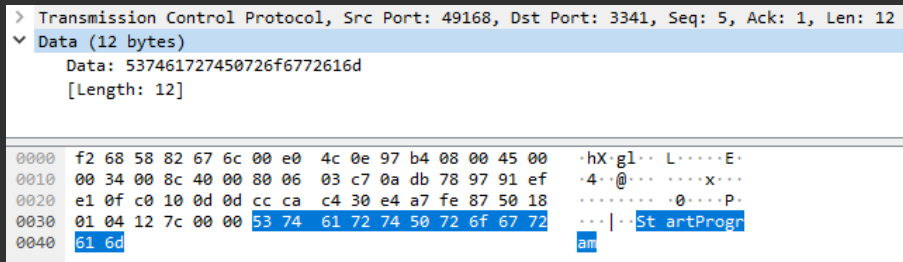 > Transmission Control Protocol, Src Port: 49168, Dst Port: 3341, Seq: 5, Ack: 1, Len: 12
Data (12 bytes)
Data: 537461727450726f6772616d
[Length: 12]
0000 f2 68 58 82 67 6c 00 e0 4c 0e 97 b4 08 00 45 00 ·hX·gl·· L·····E·
0010 00 34 00 8c 40 00 80 06 03 c7 0a db 78 97 91 ef ·4··@··· ····x···
0020 e1 0f c0 10 0d 0d cc ca c4 30 e4 a7 fe 87 50 18 ········ ·0····P·
0030 01 04 12 7c 00 00 53 74 61 72 74 50 72 6f 67 72 ···|··St artProgr
0040 61 6d am